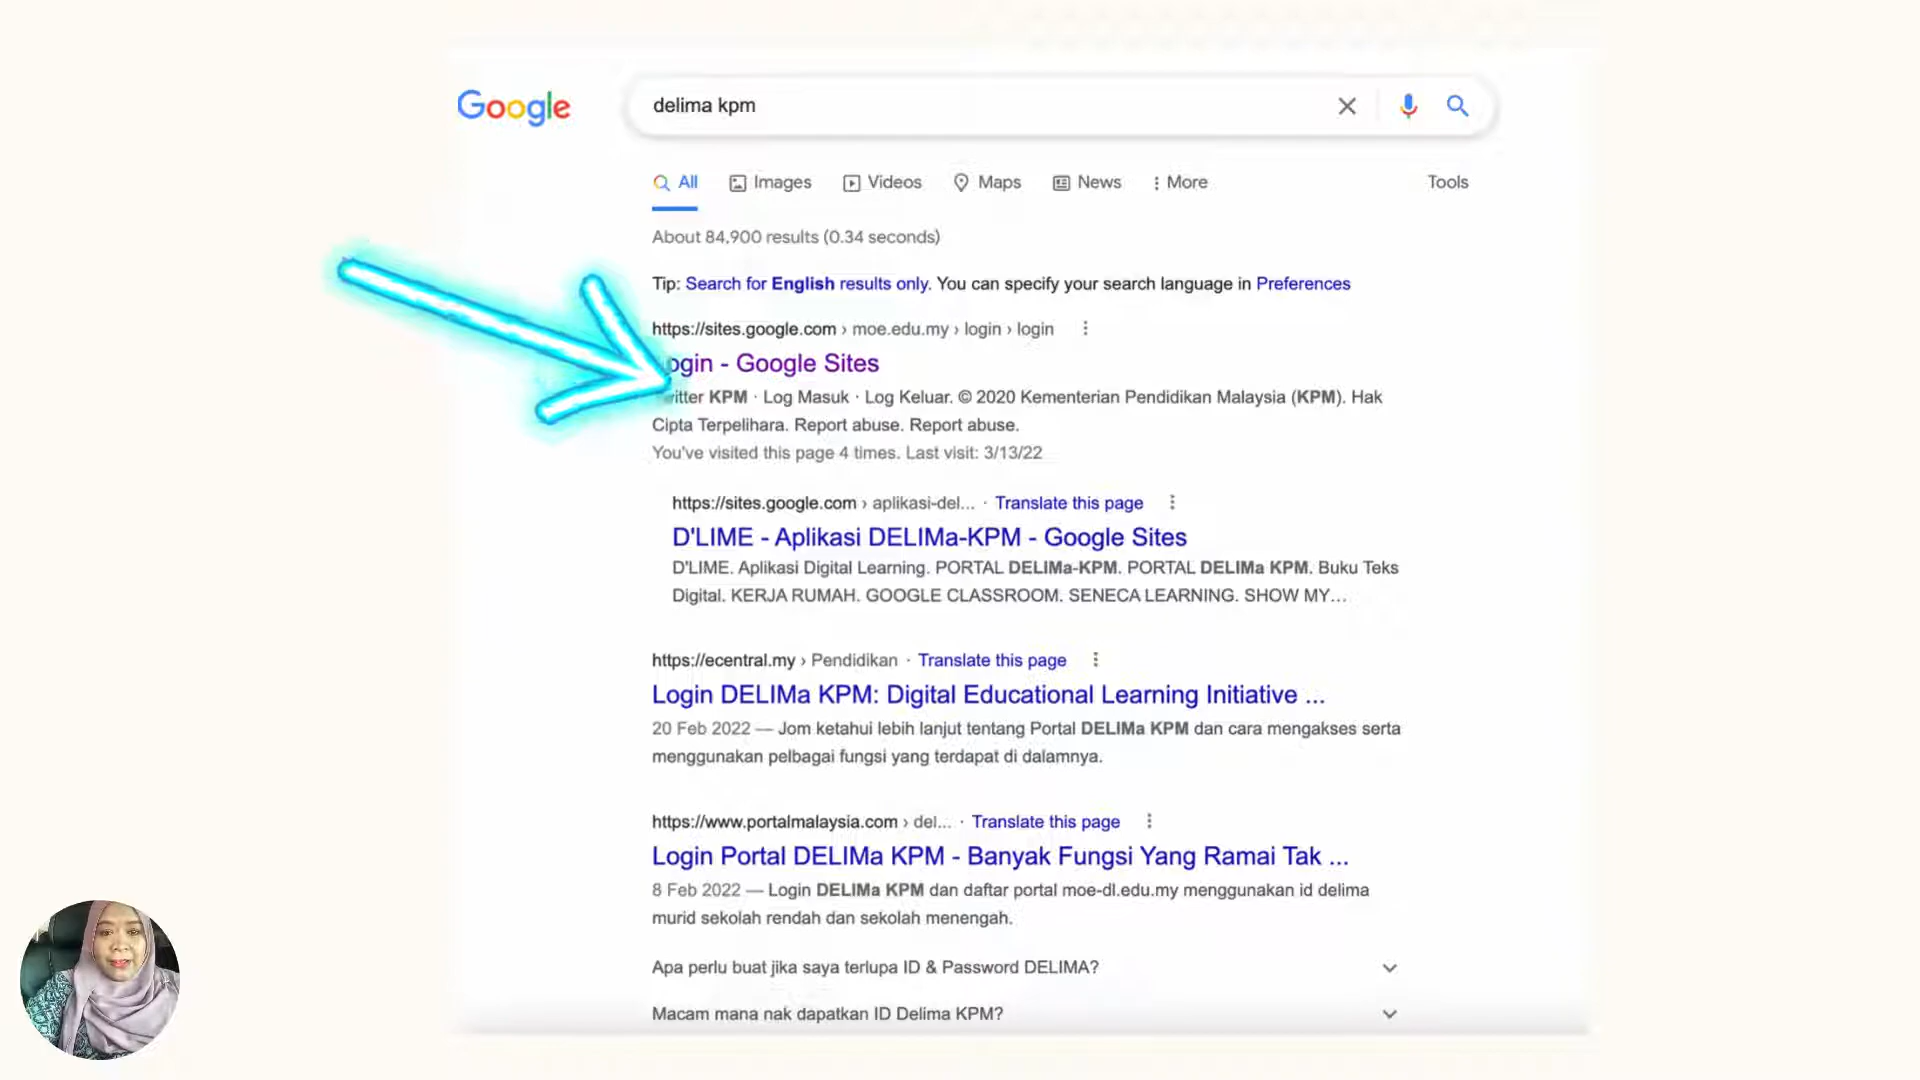 Google
delima kpm
All Images Videos Maps News More Tools
About 84,900 results (0.34 seconds)
Tip: Search for English results only. You can specify your search language in Preferences
https://sites.google.com › moe.edu.my › login › login
ogin - Google Sites
itter KPM · Log Masuk · Log Keluar. © 2020 Kementerian Pendidikan Malaysia (KPM). Hak
Cipta Terpelihara. Report abuse. Report abuse.
You've visited this page 4 times. Last visit: 3/13/22
https://sites.google.com › aplikasi-del... · Translate this page
D'LIME - Aplikasi DELIMa-KPM - Google Sites
D'LIME. Aplikasi Digital Learning. PORTAL DELIMa-KPM. PORTAL DELIMa KPM. Buku Teks
Digital. KERJA RUMAH. GOOGLE CLASSROOM. SENECA LEARNING. SHOW MY...
https://ecentral.my › Pendidikan · Translate this page
Login DELIMa KPM: Digital Educational Learning Initiative ...
20 Feb 2022 — Jom ketahui lebih lanjut tentang Portal DELIMa KPM dan cara mengakses serta
menggunakan pelbagai fungsi yang terdapat di dalamnya.
https://www.portalmalaysia.com › del... · Translate this page
Login Portal DELIMa KPM - Banyak Fungsi Yang Ramai Tak ...
8 Feb 2022 — Login DELIMa KPM dan daftar portal moe-dl.edu.my menggunakan id delima
murid sekolah rendah dan sekolah menengah.
Apa perlu buat jika saya terlupa ID & Password DELIMA?
Macam mana nak dapatkan ID Delima KPM?